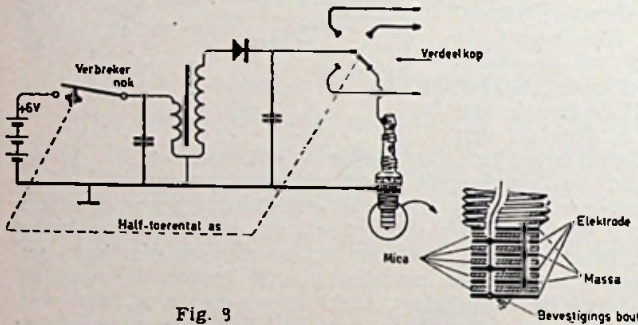 Verdeelkop
Verbreker
nok
+6V
Half-toerental as
Elektrode
Mica
Massa
Bevestigings bout
Fig. 9